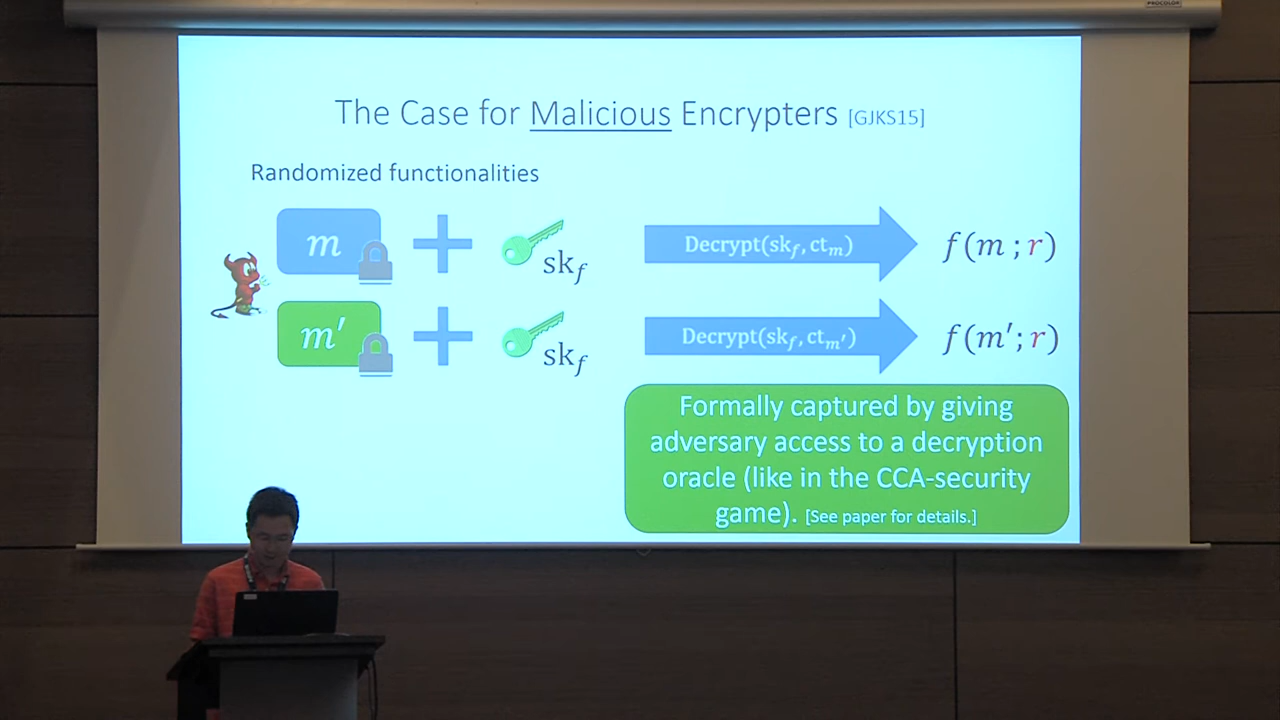 PROCOLOR
The Case for Malicious Encrypters [GJKS15]
Randomized functionalities
m
sk_f
Decrypt(sk_f, ct_m)
f(m ; r)
m′
sk_f
Decrypt(sk_f, ct_m′)
f(m′; r)
Formally captured by giving
adversary access to a decryption
oracle (like in the CCA-security
game). [See paper for details.]